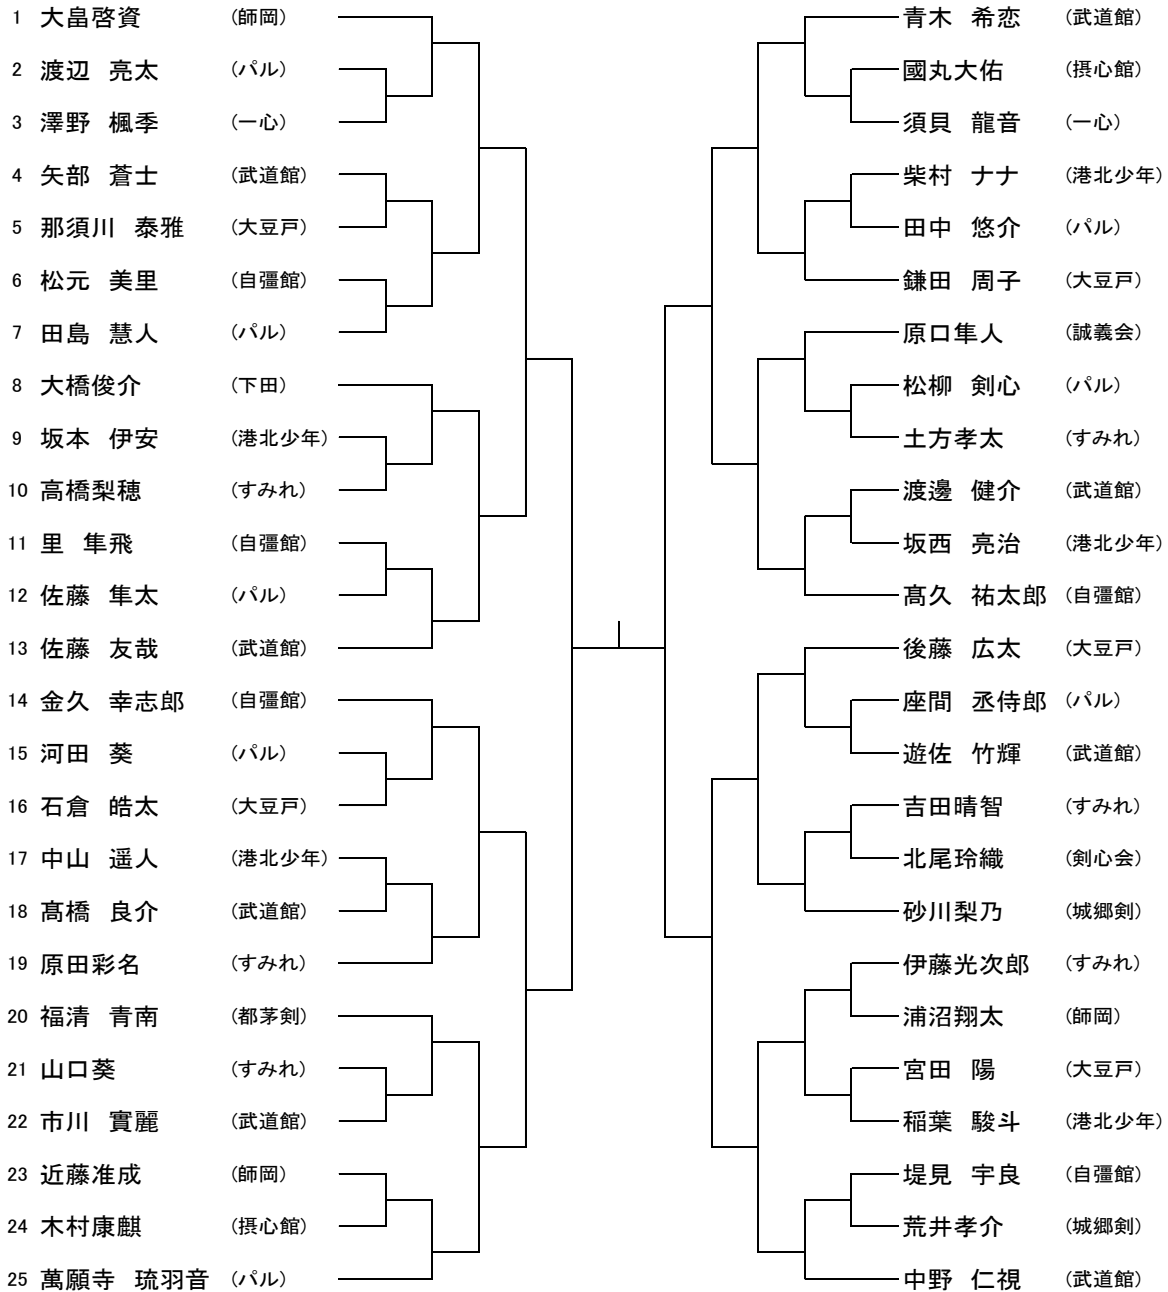 1 大畠啓資 (師岡) 青木 希恋 (武道館)
2 渡辺 亮太 (パル) 國丸大佑 (摂心館)
3 澤野 楓季 (一心) 須貝 龍音 (一心)
4 矢部 蒼士 (武道館) 柴村 ナナ (港北少年)
5 那須川 泰雅 (大豆戸) 田中 悠介 (パル)
6 松元 美里 (自彊館) 鎌田 周子 (大豆戸)
7 田島 慧人 (パル) 原口隼人 (誠義会)
8 大橋俊介 (下田) 松柳 剣心 (パル)
9 坂本 伊安 (港北少年) 土方孝太 (すみれ)
10 高橋梨穂 (すみれ) 渡邊 健介 (武道館)
11 里 隼飛 (自彊館) 坂西 亮治 (港北少年)
12 佐藤 隼太 (パル) 髙久 祐太郎 (自彊館)
13 佐藤 友哉 (武道館) 後藤 広太 (大豆戸)
14 金久 幸志郎 (自彊館) 座間 丞侍郎 (パル)
15 河田 葵 (パル) 遊佐 竹輝 (武道館)
16 石倉 皓太 (大豆戸) 吉田晴智 (すみれ)
17 中山 遥人 (港北少年) 北尾玲織 (剣心会)
18 髙橋 良介 (武道館) 砂川梨乃 (城郷剣)
19 原田彩名 (すみれ) 伊藤光次郎 (すみれ)
20 福清 青南 (都茅剣) 浦沼翔太 (師岡)
21 山口葵 (すみれ) 宮田 陽 (大豆戸)
22 市川 實麗 (武道館) 稲葉 駿斗 (港北少年)
23 近藤准成 (師岡) 堤見 宇良 (自彊館)
24 木村康麒 (摂心館) 荒井孝介 (城郷剣)
25 萬願寺 琉羽音 (パル) 中野 仁視 (武道館)